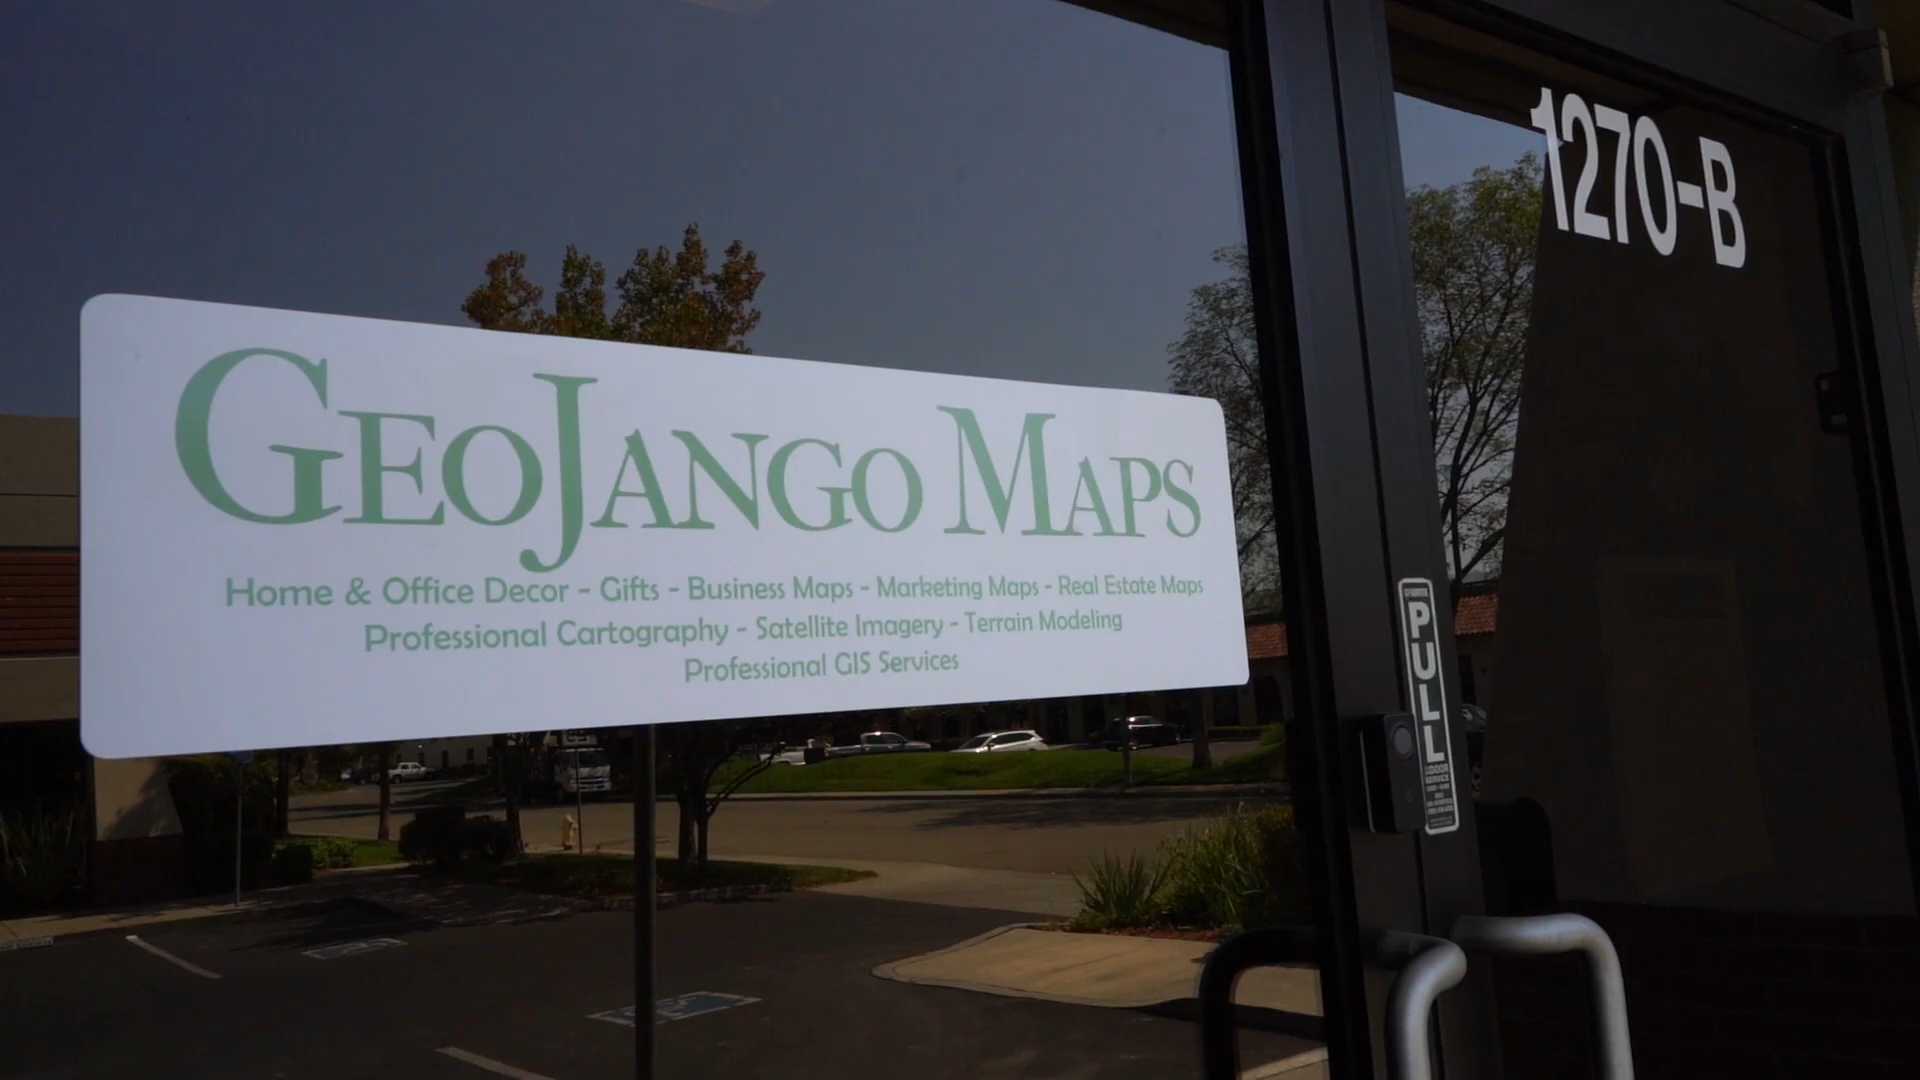 GEOJANGO MAPS
Home & Office Decor - Gifts - Business Maps - Marketing Maps - Real Estate Maps
Professional Cartography - Satellite Imagery - Terrain Modeling
Professional GIS Services
1270-B
PULL